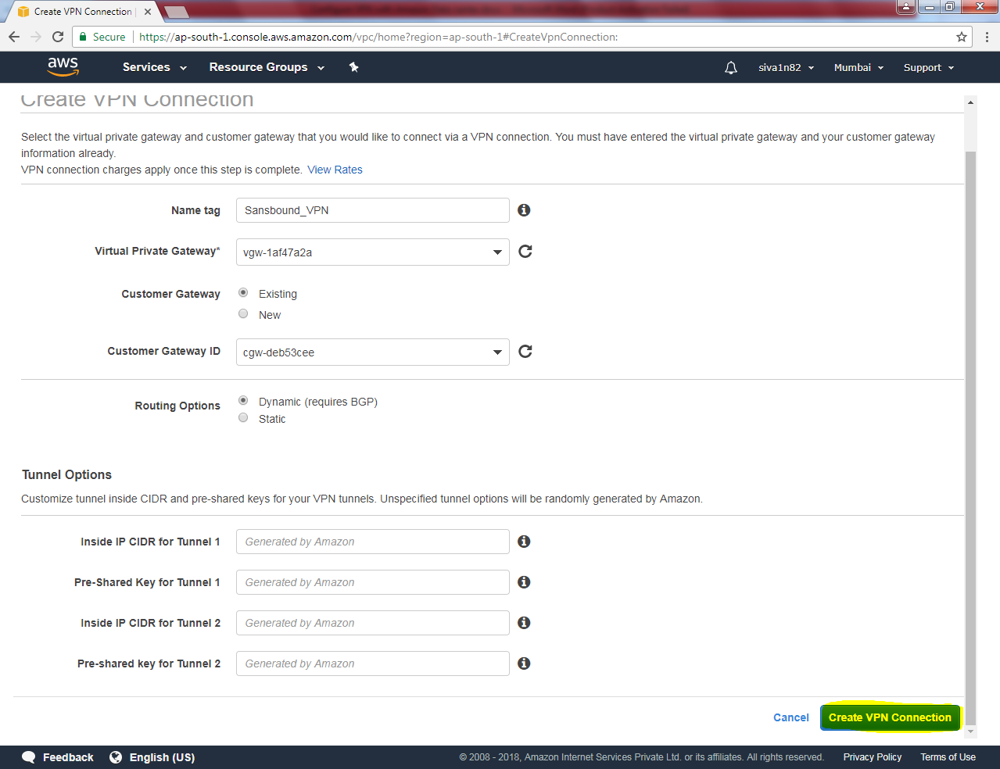 Create VPN Connection
Secure https://ap-south-1.console.aws.amazon.com/vpc/home?region=ap-south-1#CreateVpnConnection:
aws Services Resource Groups siva1n82 Mumbai Support
Create VPN Connection
Select the virtual private gateway and customer gateway that you would like to connect via a VPN connection. You must have entered the virtual private gateway and your customer gateway
information already.
VPN connection charges apply once this step is complete. View Rates
Name tag Sansbound_VPN
Virtual Private Gateway* vgw-1af47a2a
Customer Gateway Existing
New
Customer Gateway ID cgw-deb53cee
Routing Options Dynamic (requires BGP)
Static
Tunnel Options
Customize tunnel inside CIDR and pre-shared keys for your VPN tunnels. Unspecified tunnel options will be randomly generated by Amazon.
Inside IP CIDR for Tunnel 1 Generated by Amazon
Pre-Shared Key for Tunnel 1 Generated by Amazon
Inside IP CIDR for Tunnel 2 Generated by Amazon
Pre-shared key for Tunnel 2 Generated by Amazon
Cancel Create VPN Connection
Feedback English (US) © 2008 - 2018, Amazon Internet Services Private Ltd. or its affiliates. All rights reserved. Privacy Policy Terms of Use